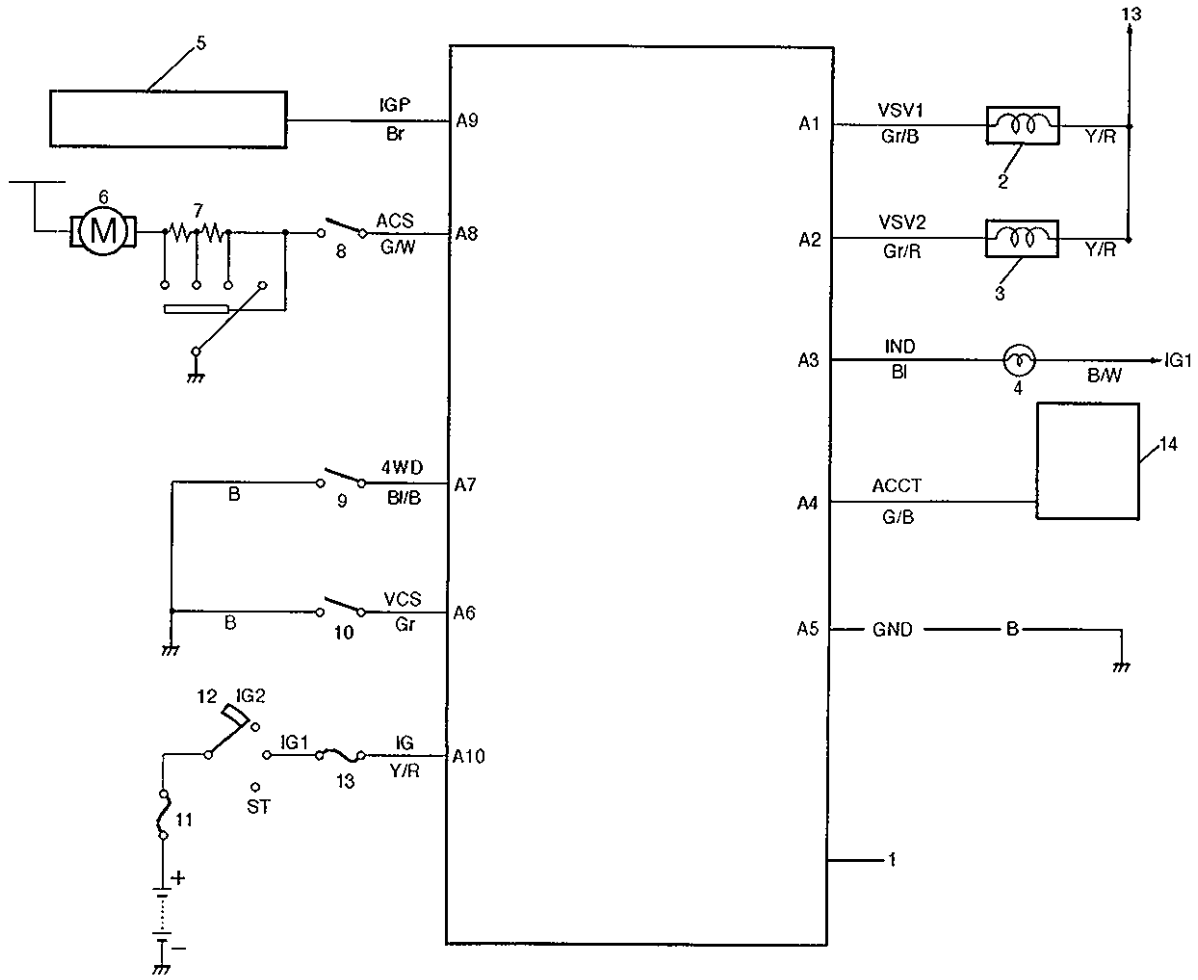 5
IGP
Br
A9
6
M
7
8
ACS
G/W
A8
B
9
4WD
Bl/B
A7
B
10
VCS
Gr
A6
12
IG2
IG1
13
IG
Y/R
A10
ST
11
+
−
13
A1
VSV1
Gr/B
2
Y/R
A2
VSV2
Gr/R
3
Y/R
A3
IND
Bl
4
B/W
IG1
A4
ACCT
G/B
14
A5
GND
B
1